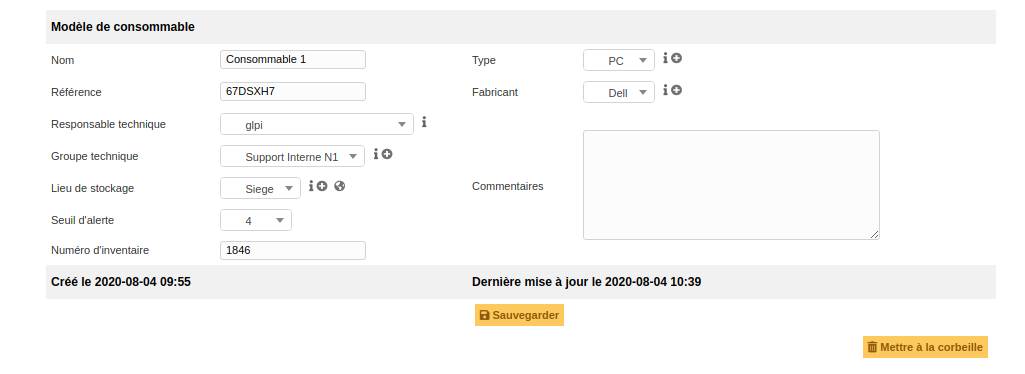 Modèle de consommable
Nom Consommable 1 Type PC
Référence 67DSXH7 Fabricant Dell
Responsable technique glpi
Groupe technique Support Interne N1
Lieu de stockage Siege Commentaires
Seuil d'alerte 4
Numéro d'inventaire 1846
Créé le 2020-08-04 09:55 Dernière mise à jour le 2020-08-04 10:39
Sauvegarder
Mettre à la corbeille